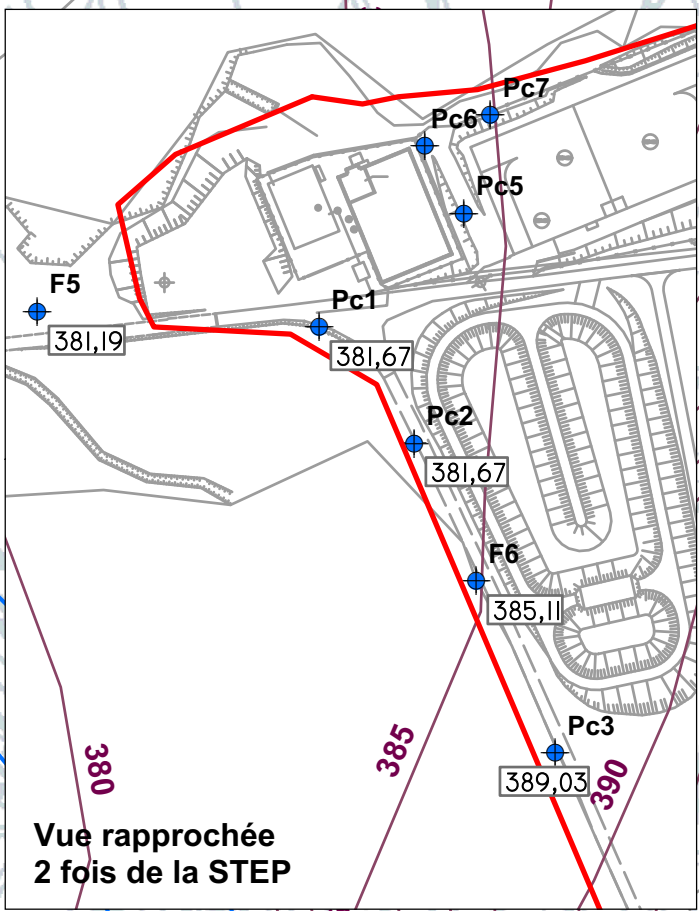 Pc7
Pc6
Pc5
F5
Pc1
381,19
381,67
Pc2
381,67
F6
385,11
Pc3
380
385
389,03
390
Vue rapprochée
2 fois de la STEP